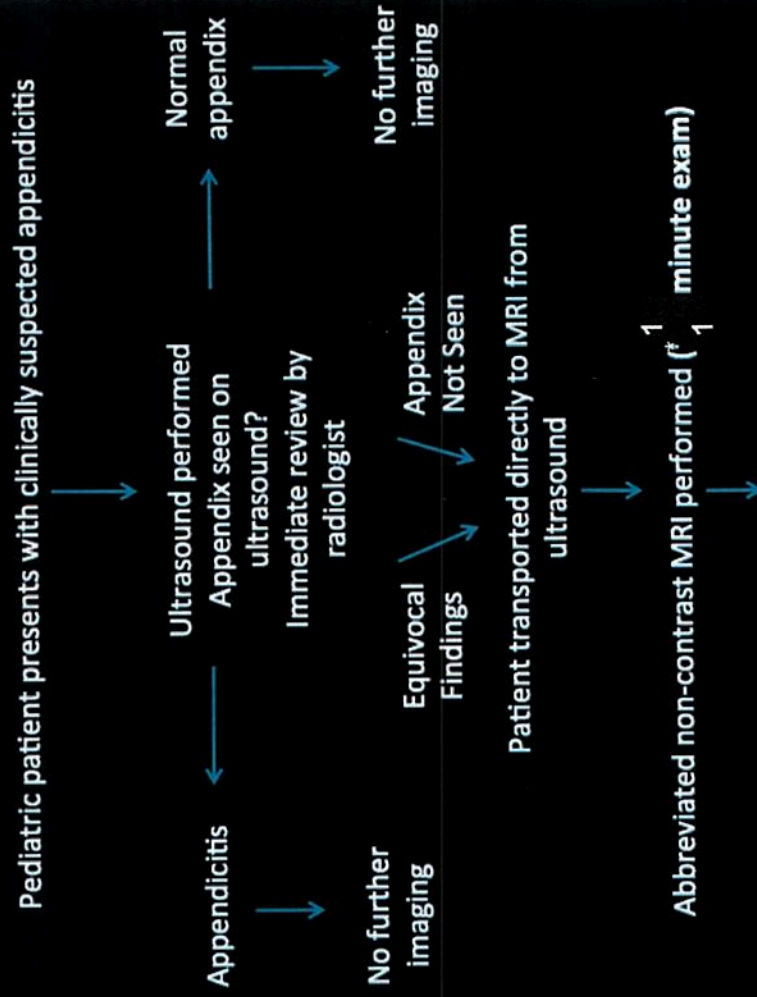 Pediatric patient presents with clinically suspected appendicitis
Ultrasound performed
Appendix seen on
ultrasound?
Immediate review by
radiologist
Appendicitis
Normal
appendix
No further
imaging
No further
imaging
Equivocal
Findings
Appendix
Not Seen
Patient transported directly to MRI from
ultrasound
Abbreviated non-contrast MRI performed (* 1 1 minute exam)